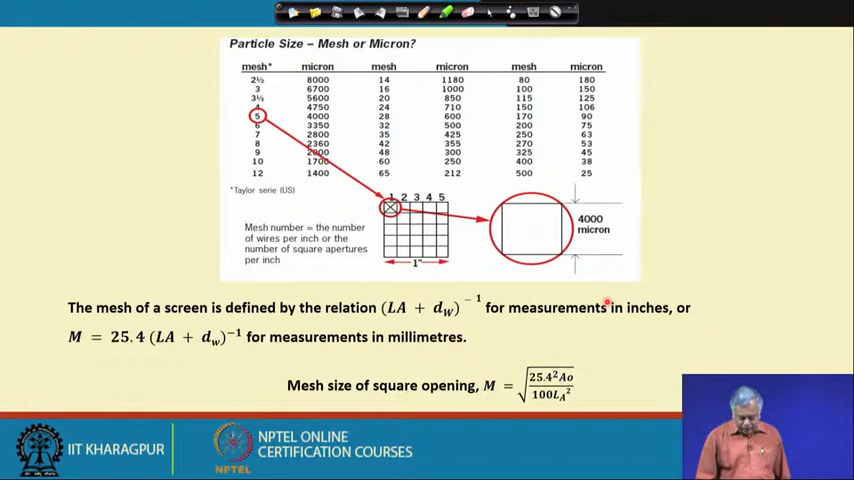 Particle Size – Mesh or Micron?
mesh* micron mesh micron mesh micron
2½ 8000 14 1180 80 180
3 6700 16 1000 100 150
3½ 5600 20 850 115 125
4 4750 24 710 150 106
5 4000 28 600 170 90
6 3350 32 500 200 75
7 2800 35 425 250 63
8 2360 42 355 270 53
9 2000 48 300 325 45
10 1700 60 250 400 38
12 1400 65 212 500 25
*Taylor serie (US)
1 2 3 4 5
4000
micron
Mesh number = the number
of wires per inch or the
number of square apertures
per inch
1"
The mesh of a screen is defined by the relation (LA + d_W)^−1 for measurements in inches, or
M = 25.4 (LA + d_w)^−1 for measurements in millimetres.
Mesh size of square opening, M = √(25.4² Ao / 100 L_A²)
IIT KHARAGPUR
NPTEL
NPTEL ONLINE
CERTIFICATION COURSES